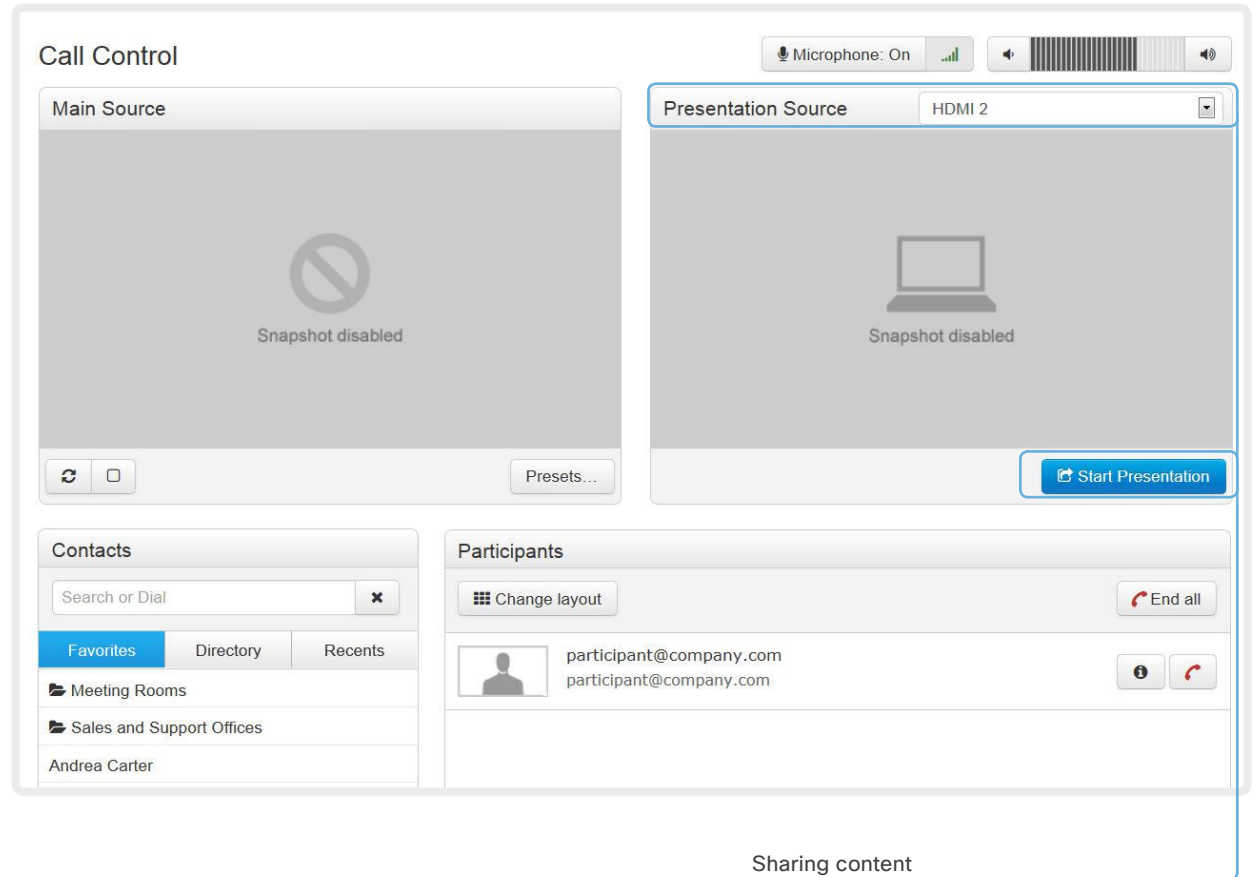 Call Control
Microphone: On
Main Source
Presentation Source
HDMI 2
Snapshot disabled
Snapshot disabled
Presets...
Start Presentation
Contacts
Search or Dial
Favorites Directory Recents
Meeting Rooms
Sales and Support Offices
Andrea Carter
Participants
Change layout
End all
participant@company.com
participant@company.com
Sharing content